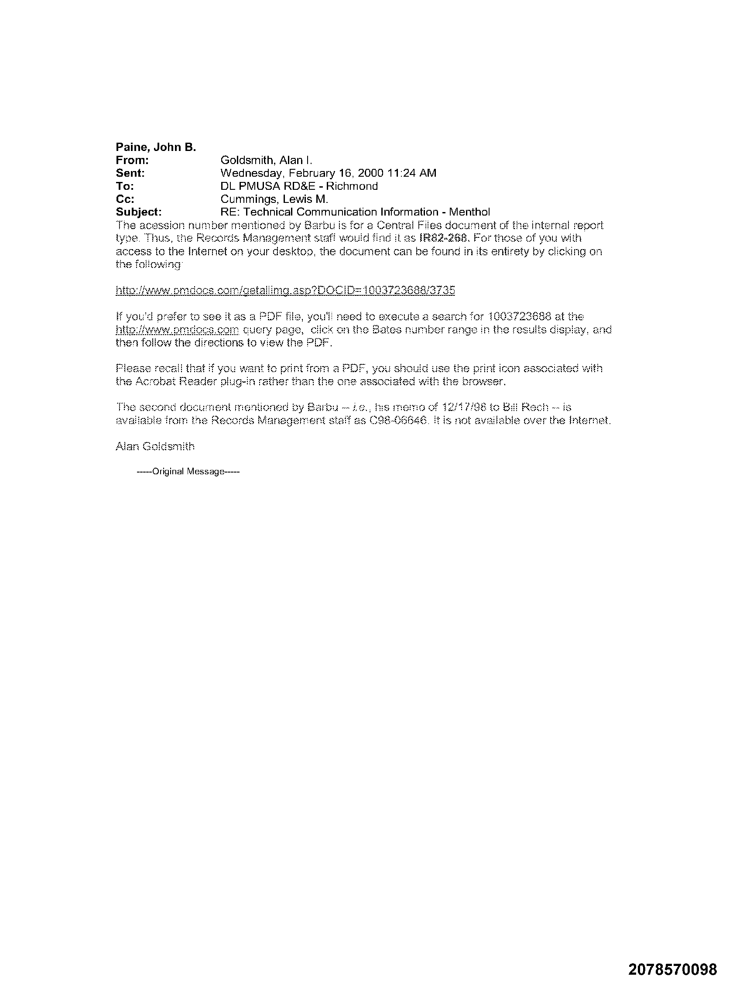 Paine, John B.
From: Goldsmith, Alan I.
Sent: Wednesday, February 16, 2000 11:24 AM
To: DL PMUSA RD&E - Richmond
Cc: Cummings, Lewis M.
Subject: RE: Technical Communication Information - Menthol
The acession number mentioned by Barbu is for a Central Files document of the internal report
type. Thus, the Records Management staff would find it as IR82-268. For those of you with
access to the Internet on your desktop, the document can be found in its entirety by clicking on
the following:
http://www.pmdocs.com/getallimg.asp?DOCID=1003723688/3735
If you'd prefer to see it as a PDF file, you'll need to execute a search for 1003723688 at the
http://www.pmdocs.com query page, click on the Bates number range in the results display, and
then follow the directions to view the PDF.
Please recall that if you want to print from a PDF, you should use the print icon associated with
the Acrobat Reader plug-in rather than the one associated with the browser.
The second document mentioned by Barbu -- i.e., his memo of 12/17/98 to Bill Rech -- is
available from the Records Management staff as C98-06646. It is not available over the Internet.
Alan Goldsmith
-----Original Message-----
2078570098